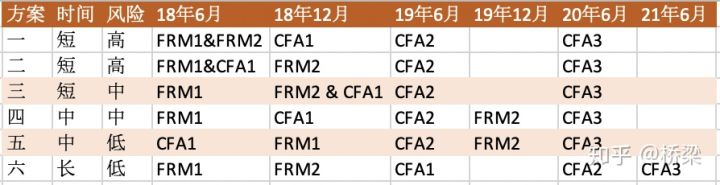 方案 时间 风险 18年6月 18年12月 19年6月 19年12月 20年6月 21年6月
一 短 高 FRM1&FRM2 CFA1 CFA2 CFA3
二 短 高 FRM1&CFA1 FRM2 CFA2 CFA3
三 短 中 FRM1 FRM2 & CFA1 CFA2 CFA3
四 中 中 FRM1 CFA1 CFA2 FRM2 CFA3
五 中 低 CFA1 FRM1 CFA2 FRM2 CFA3
六 长 低 FRM1 FRM2 CFA1 CFA2 CFA3
知乎 @桥梁